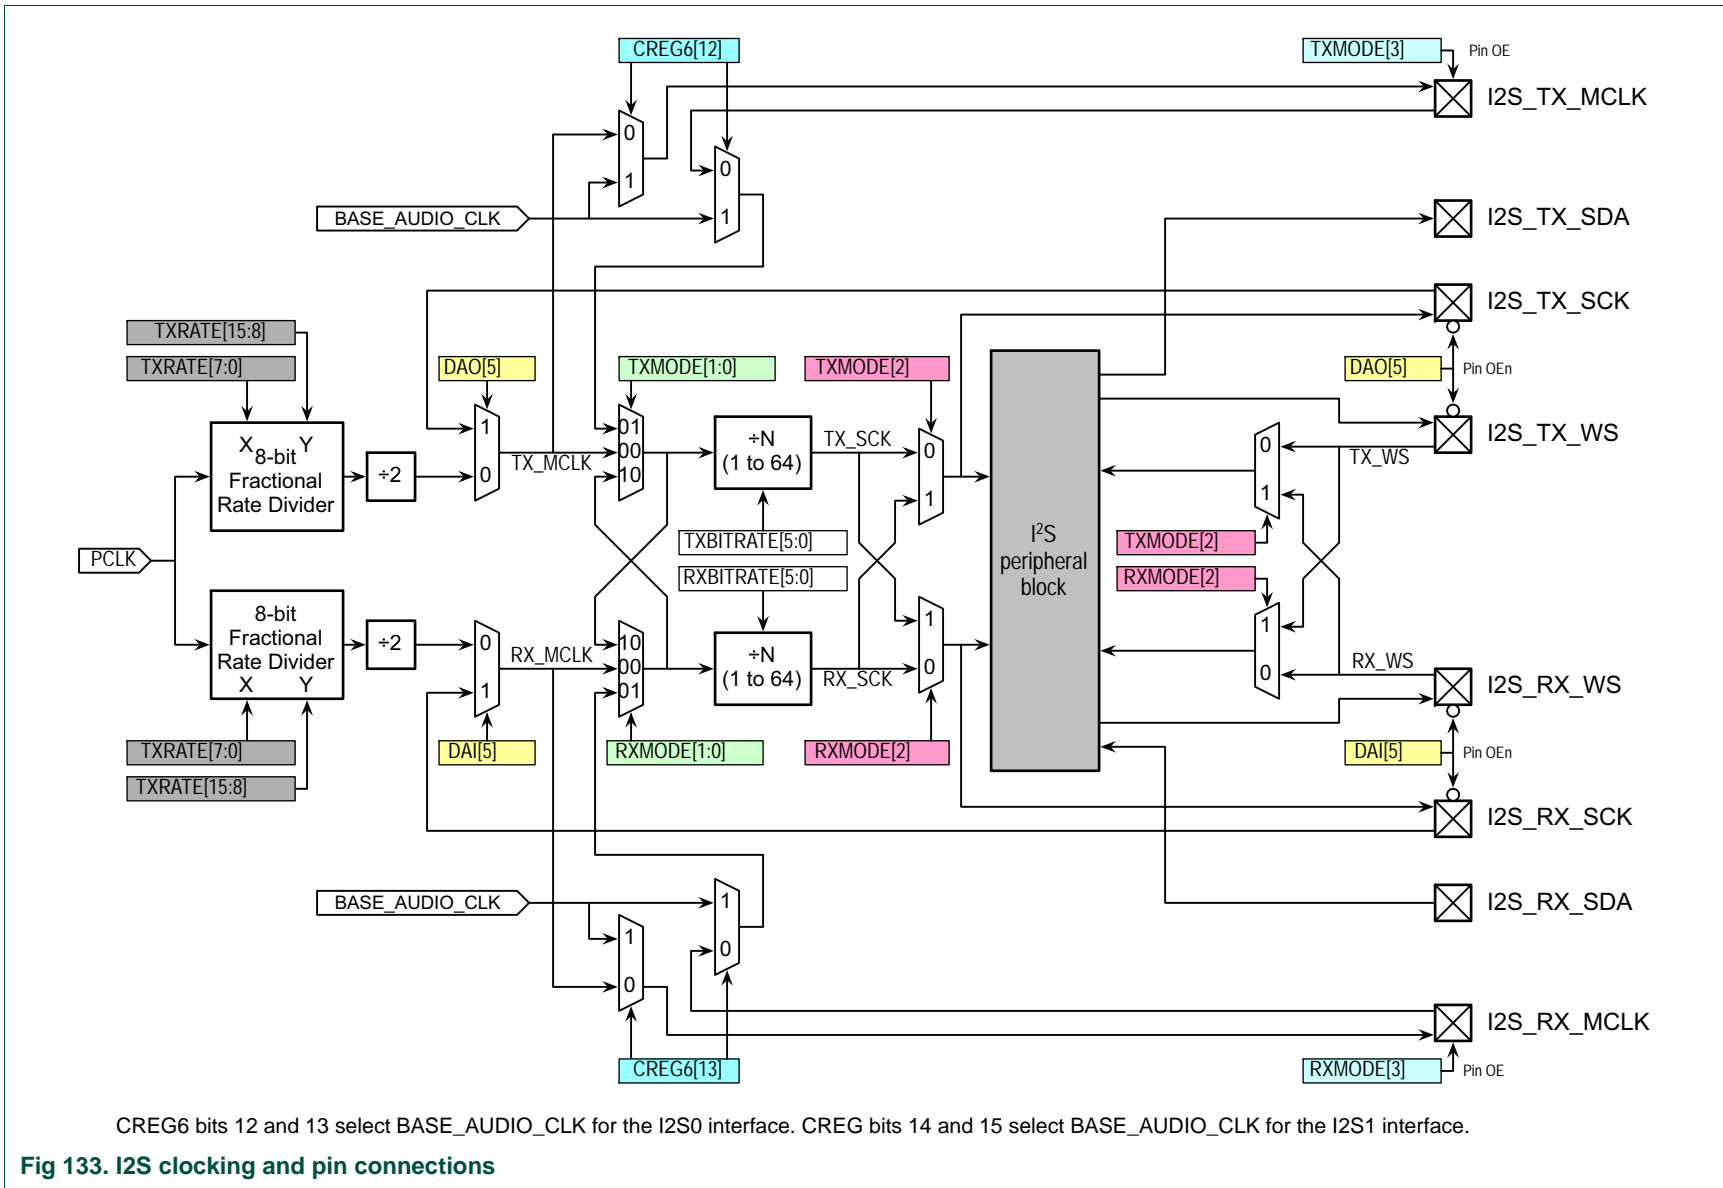 CREG6[12]
TXMODE[3]
Pin OE
I2S_TX_MCLK
0
1
0
1
BASE_AUDIO_CLK
I2S_TX_SDA
I2S_TX_SCK
TXRATE[15:8]
TXRATE[7:0]
DAO[5]
TXMODE[1:0]
TXMODE[2]
DAO[5]
Pin OEn
X Y
8-bit
Fractional
Rate Divider
÷2
1
0
TX_MCLK
01
00
10
÷N
(1 to 64)
TX_SCK
0
1
0
1
TX_WS
I2S_TX_WS
PCLK
TXBITRATE[5:0]
RXBITRATE[5:0]
I2S
peripheral
block
TXMODE[2]
RXMODE[2]
8-bit
Fractional
Rate Divider
X Y
÷2
0
1
RX_MCLK
10
00
01
÷N
(1 to 64)
RX_SCK
1
0
1
0
RX_WS
I2S_RX_WS
TXRATE[7:0]
TXRATE[15:8]
DAI[5]
RXMODE[1:0]
RXMODE[2]
DAI[5]
Pin OEn
I2S_RX_SCK
BASE_AUDIO_CLK
1
0
1
0
I2S_RX_SDA
I2S_RX_MCLK
CREG6[13]
RXMODE[3]
Pin OE
CREG6 bits 12 and 13 select BASE_AUDIO_CLK for the I2S0 interface. CREG bits 14 and 15 select BASE_AUDIO_CLK for the I2S1 interface.
Fig 133. I2S clocking and pin connections